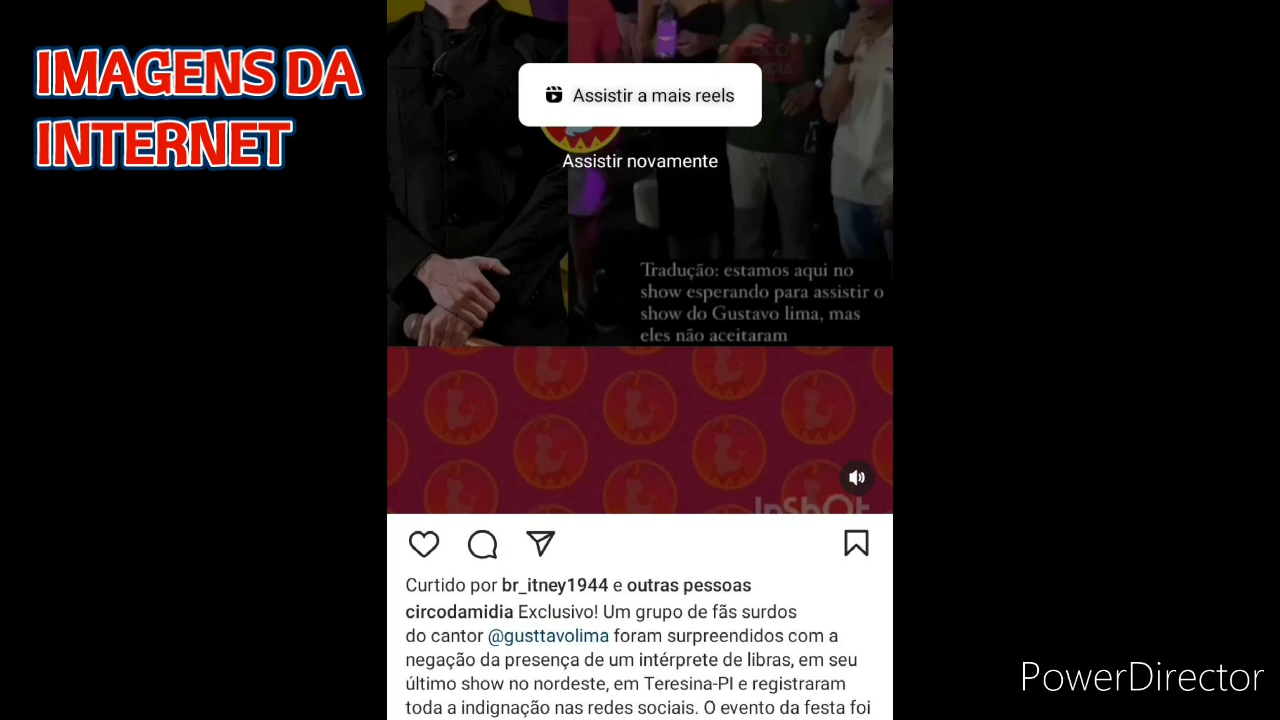 IMAGENS DA
INTERNET
Assistir a mais reels
Assistir novamente
Tradução: estamos aqui no
show esperando para assistir o
show do Gustavo lima, mas
eles não aceitaram
InShOt
Curtido por br_itney1944 e outras pessoas
circodamidia Exclusivo! Um grupo de fãs surdos
do cantor @gusttavolima foram surpreendidos com a
negação da presença de um intérprete de libras, em seu
último show no nordeste, em Teresina-PI e registraram
toda a indignação nas redes sociais. O evento da festa foi
PowerDirector